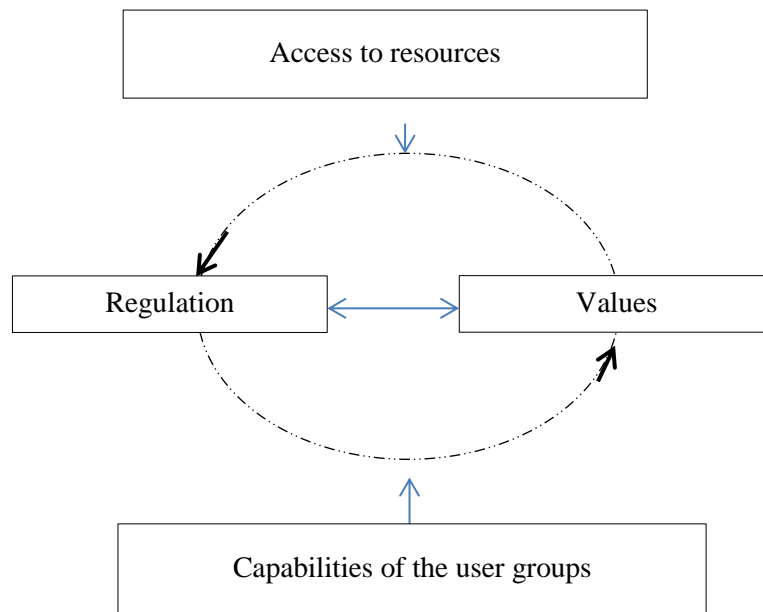 Access to resources
Regulation
Values
Capabilities of the user groups